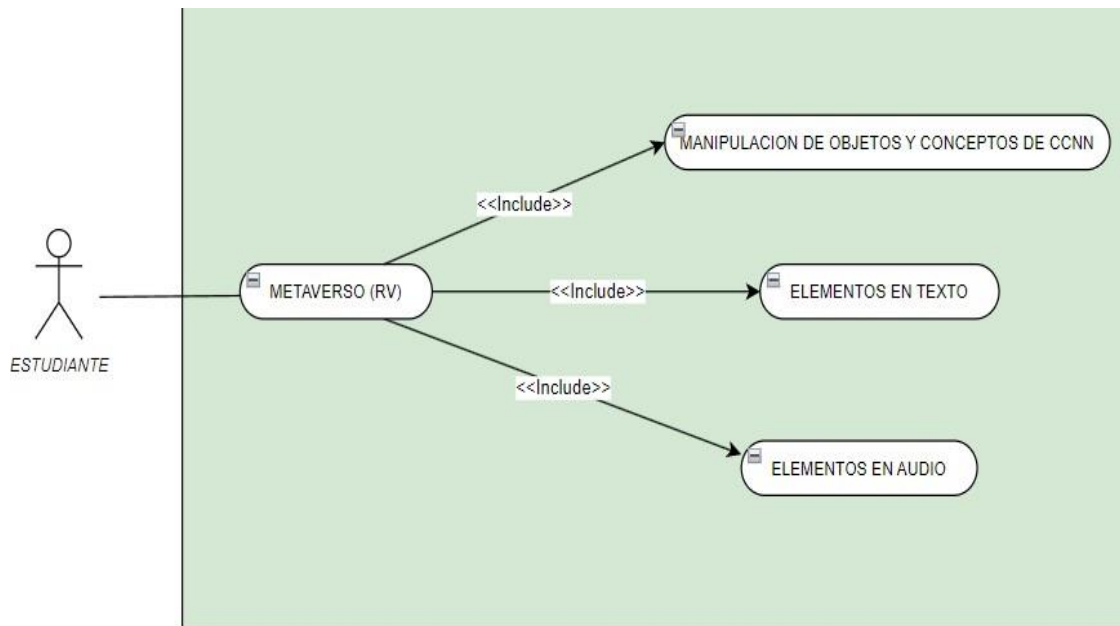 MANIPULACION DE OBJETOS Y CONCEPTOS DE CCNN
<<Include>>
METAVERSO (RV)
<<Include>>
ELEMENTOS EN TEXTO
ESTUDIANTE
<<Include>>
ELEMENTOS EN AUDIO